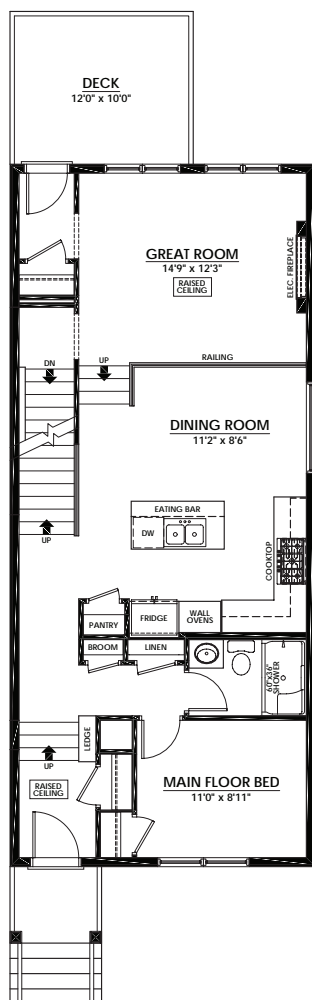 DECK
12'0" x 10'0"
GREAT ROOM
14'9" x 12'3"
RAISED
CEILING
ELEC. FIREPLACE
DN
UP
RAILING
DINING ROOM
11'2" x 8'6"
EATING BAR
DW
UP
COOKTOP
PANTRY
FRIDGE
WALL
OVENS
BROOM
LINEN
60"x36"
SHOWER
LEDGE
UP
RAISED
CEILING
MAIN FLOOR BED
11'0" x 8'11"